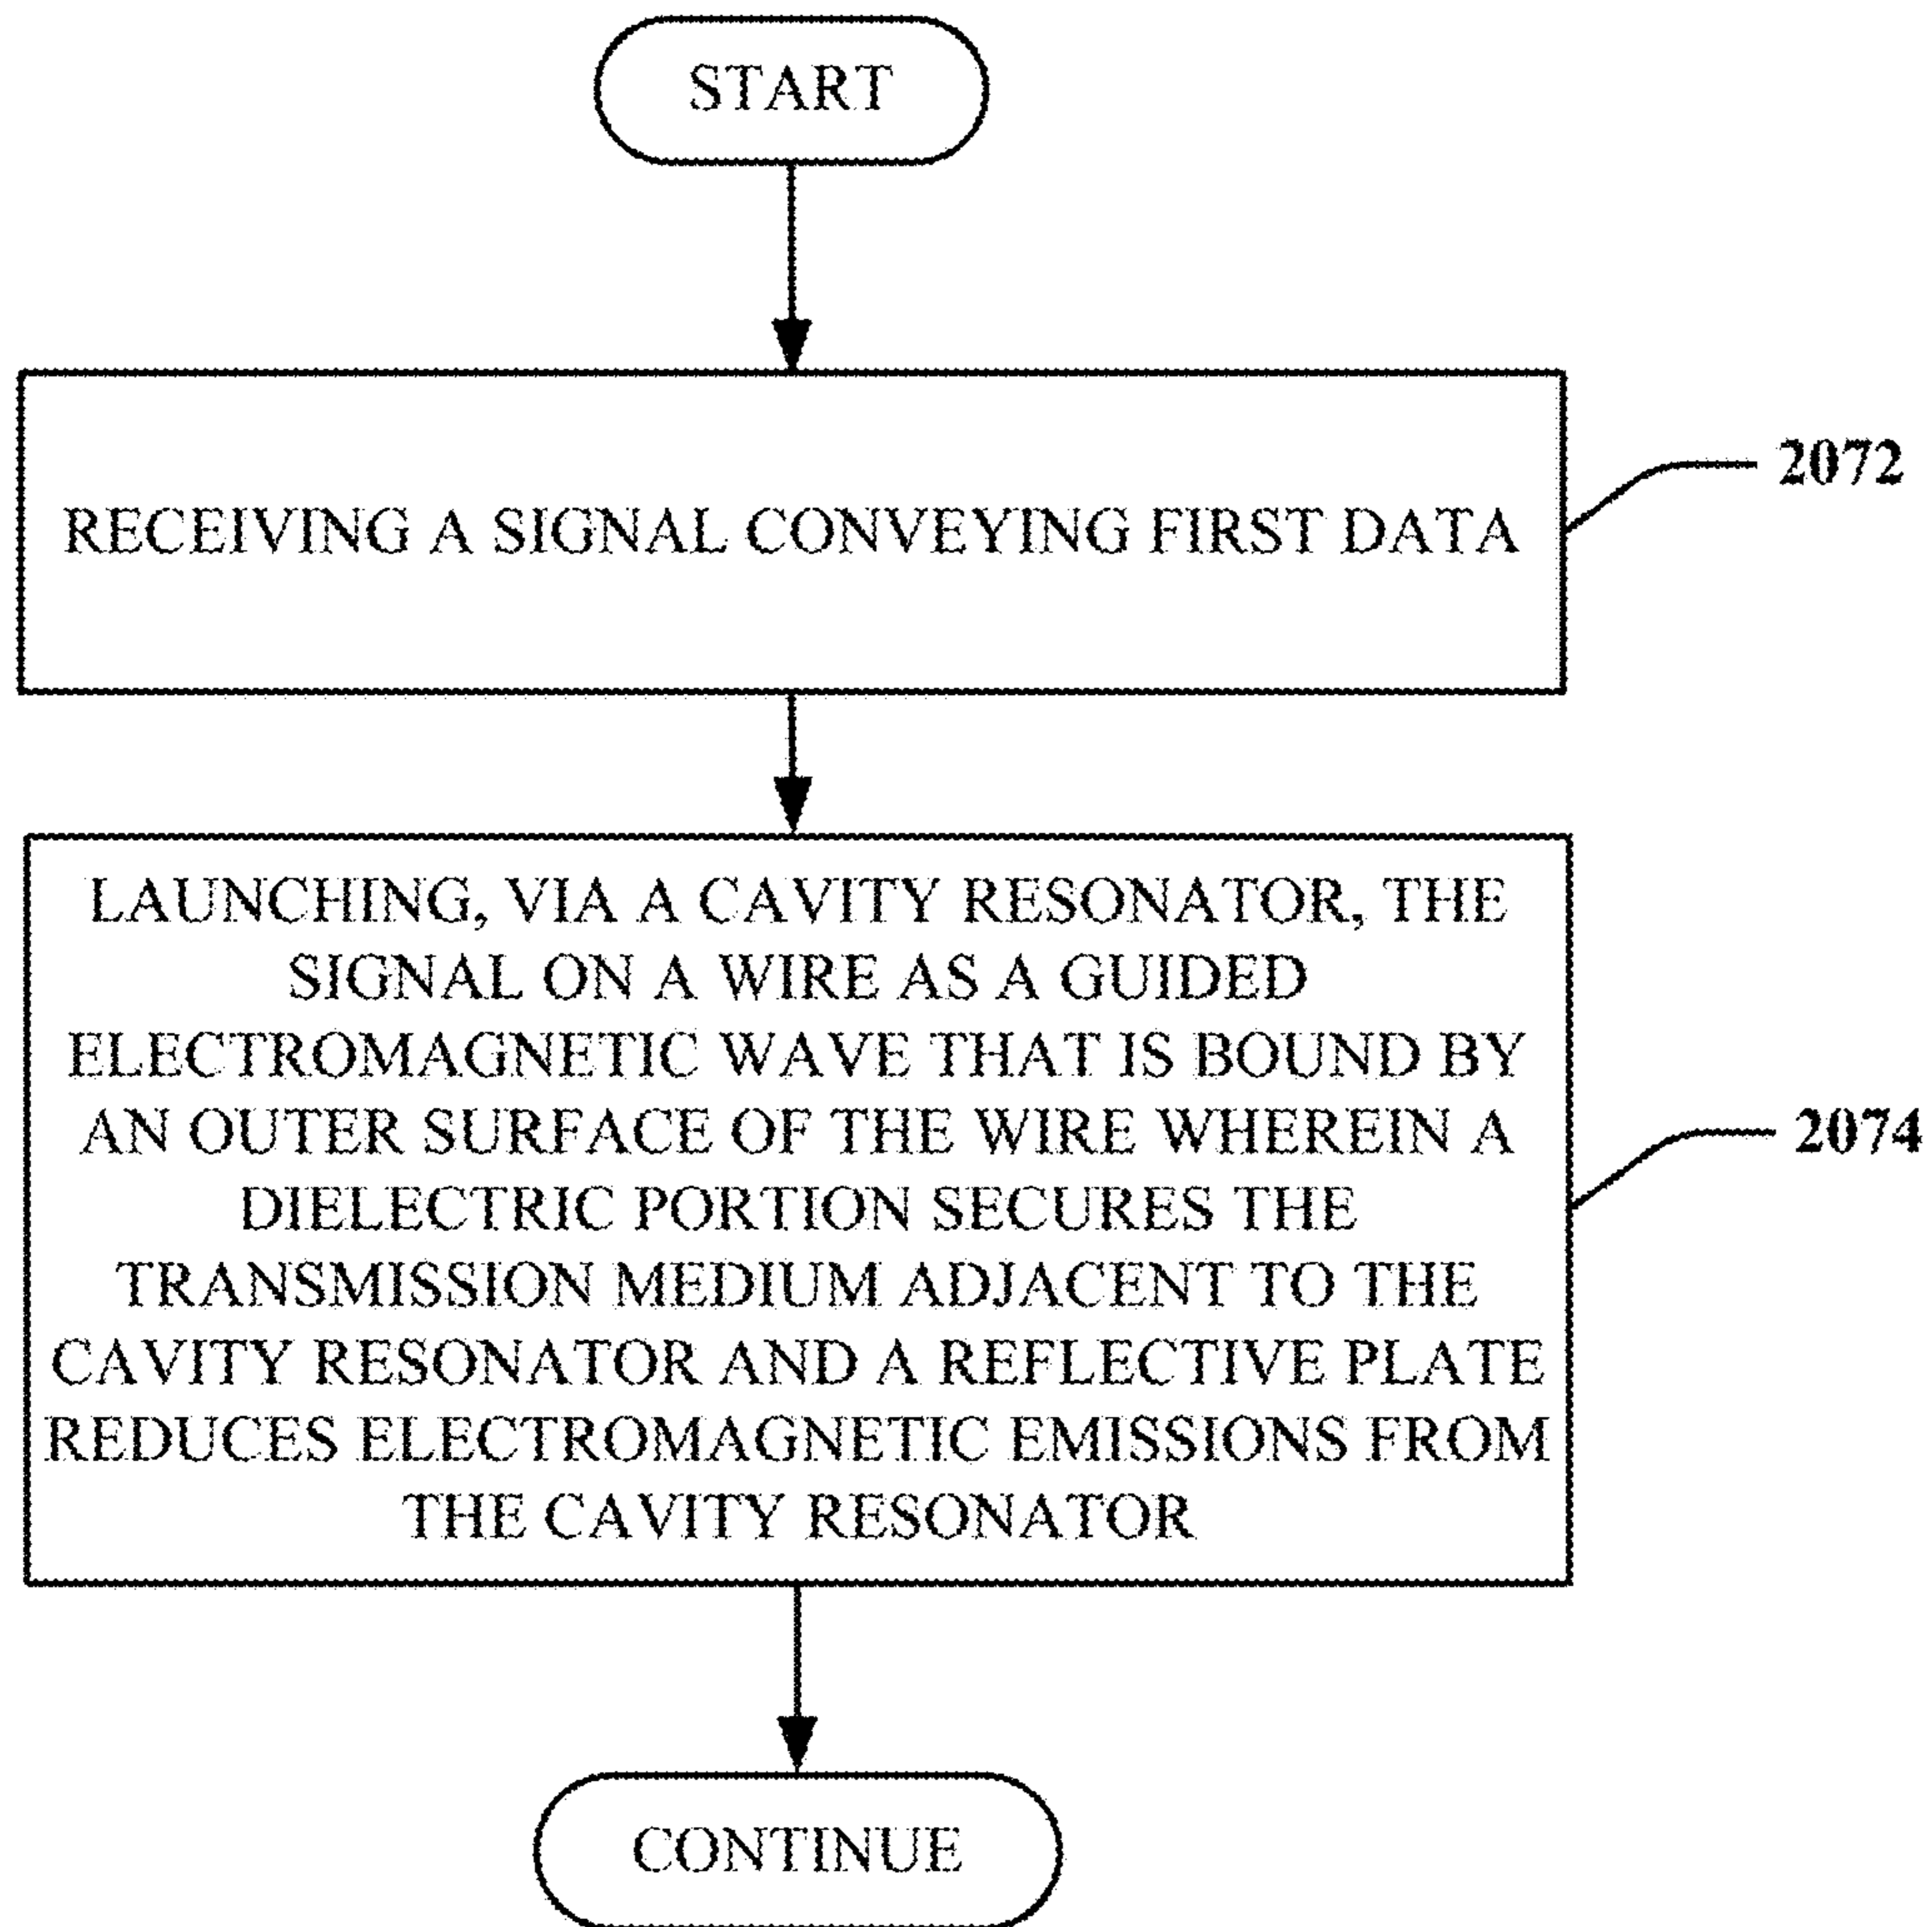 START
RECEIVING A SIGNAL CONVEYING FIRST DATA
2072
LAUNCHING, VIA A CAVITY RESONATOR, THE
SIGNAL ON A WIRE AS A GUIDED
ELECTROMAGNETIC WAVE THAT IS BOUND BY
AN OUTER SURFACE OF THE WIRE WHEREIN A
DIELECTRIC PORTION SECURES THE
TRANSMISSION MEDIUM ADJACENT TO THE
CAVITY RESONATOR AND A REFLECTIVE PLATE
REDUCES ELECTROMAGNETIC EMISSIONS FROM
THE CAVITY RESONATOR
2074
CONTINUE